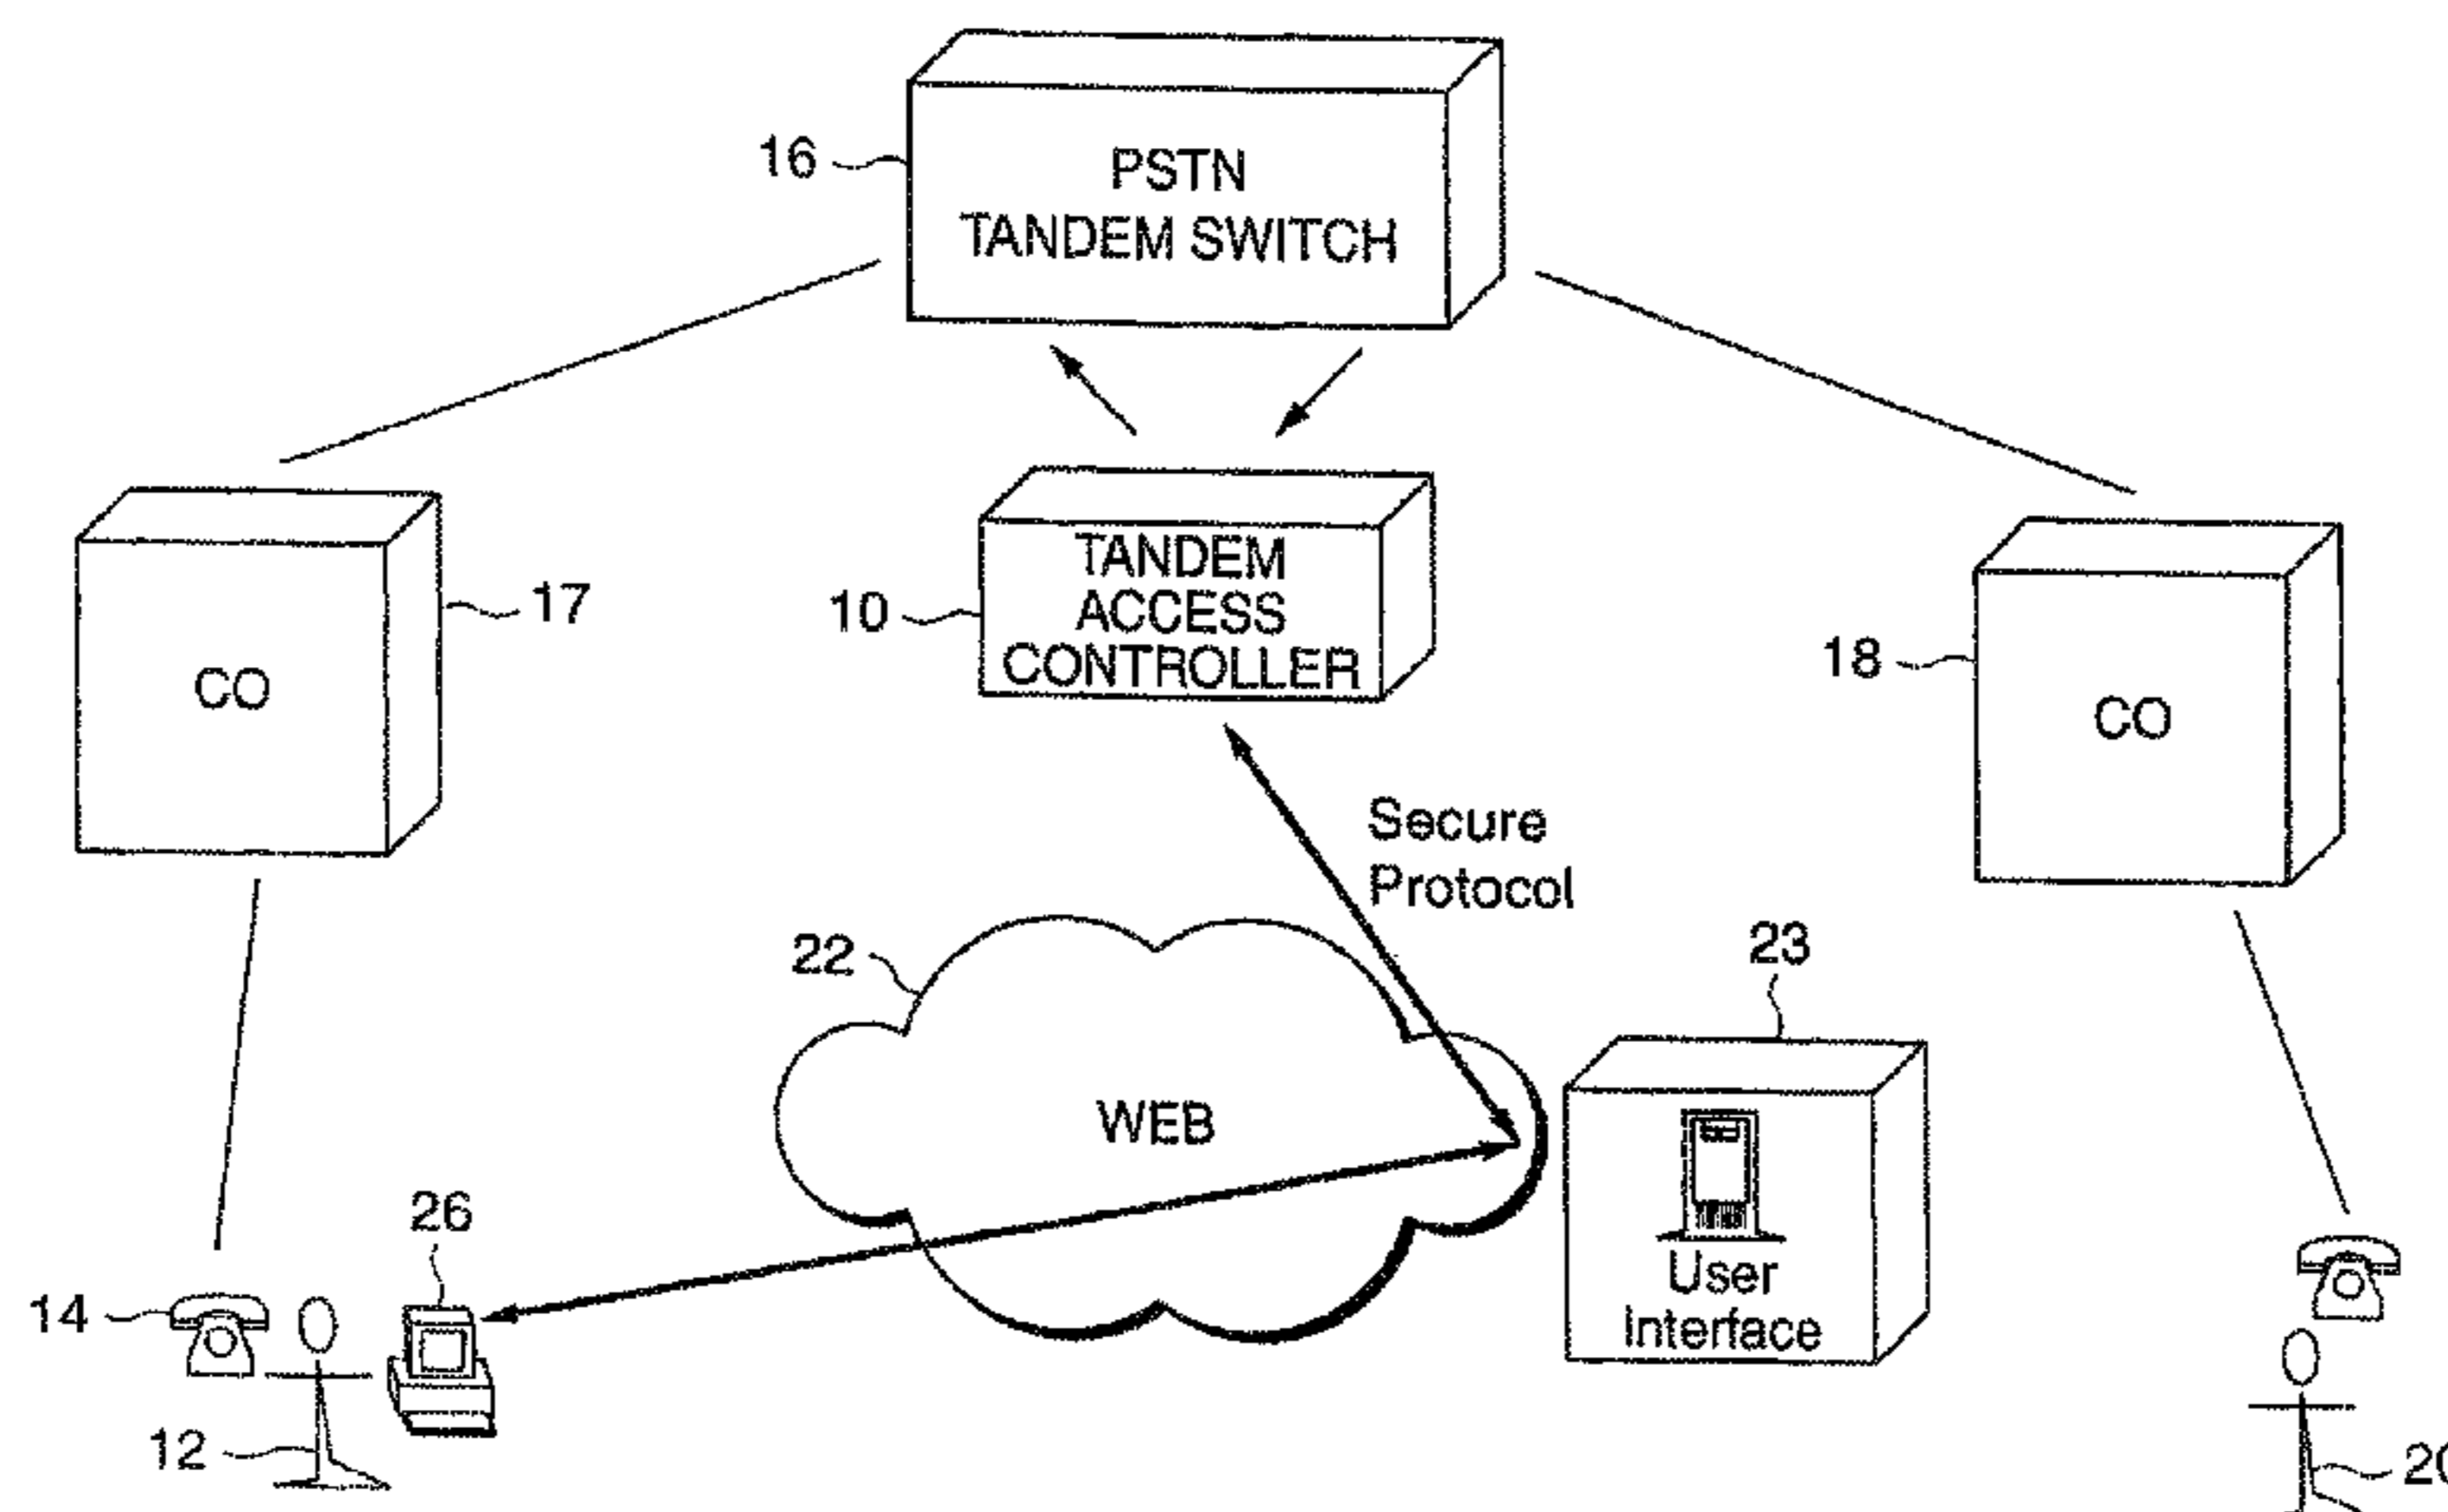 16
PSTN
TANDEM SWITCH
17
10
TANDEM
ACCESS
CONTROLLER
CO
18
CO
Secure
Protocol
22
23
WEB
26
14
User
Interface
12
20